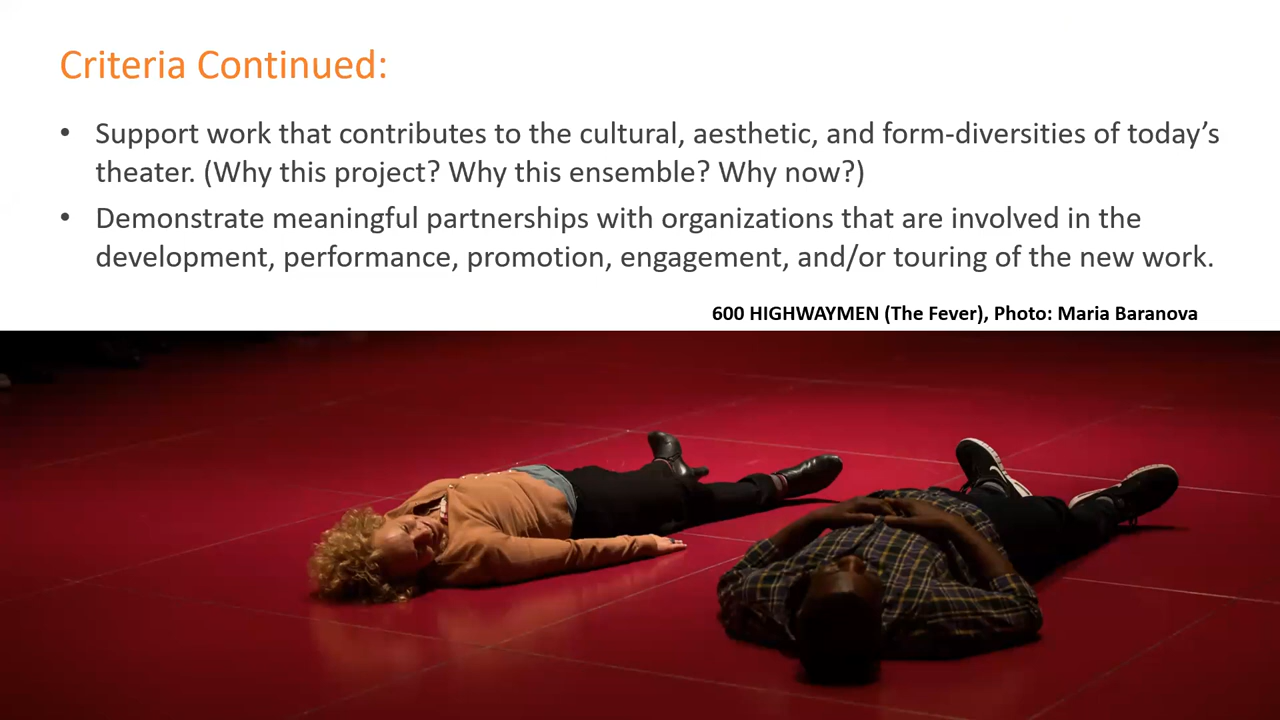 Criteria Continued:
• Support work that contributes to the cultural, aesthetic, and form-diversities of today’s
theater. (Why this project? Why this ensemble? Why now?)
• Demonstrate meaningful partnerships with organizations that are involved in the
development, performance, promotion, engagement, and/or touring of the new work.
600 HIGHWAYMEN (The Fever), Photo: Maria Baranova